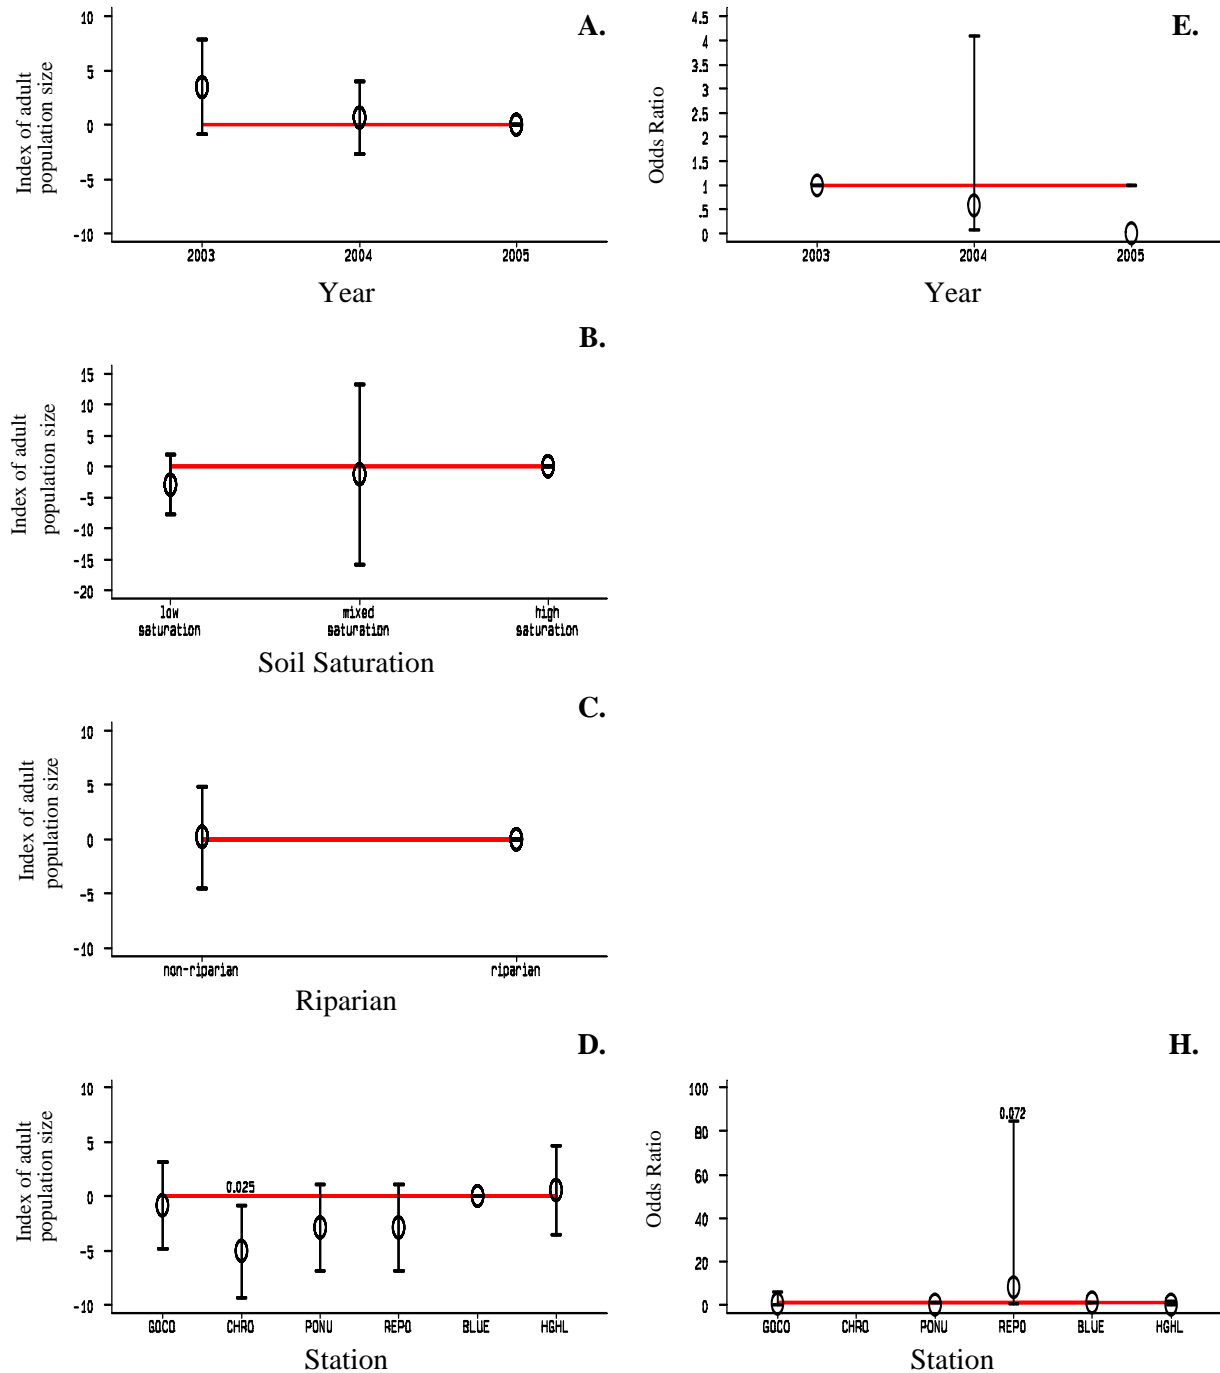 A.
10
5
0
-5
-10
Index of adult
population size
2003 2004 2005
Year
E.
4.5
4
3.5
3
2.5
2
1.5
1
.5
0
Odds Ratio
2003 2004 2005
Year
B.
15
10
5
0
-5
-10
-15
-20
Index of adult
population size
low mixed high
saturation saturation saturation
Soil Saturation
C.
10
5
0
-5
-10
Index of adult
population size
non-riparian riparian
Riparian
D.
10
5
0
-5
-10
Index of adult
population size
0.025
GOCO CHRO PONU REPO BLUE HGHL
Station
H.
100
80
60
40
20
0
Odds Ratio
0.072
GOCO CHRO PONU REPO BLUE HGHL
Station